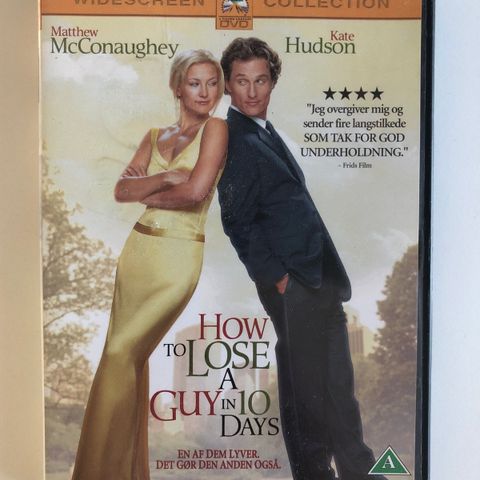 WIDESCREEN COLLECTION
DVD
Matthew
McConaughey
Kate
Hudson
★★★★
"Jeg overgiver mig og
sender fire langstilkede
SOM TAK FOR GOD
UNDERHOLDNING."
– Frids Film
HOW
TO LOSE
A
GUY IN 10
DAYS
EN AF DEM LYVER.
DET GØR DEN ANDEN OGSÅ.
A